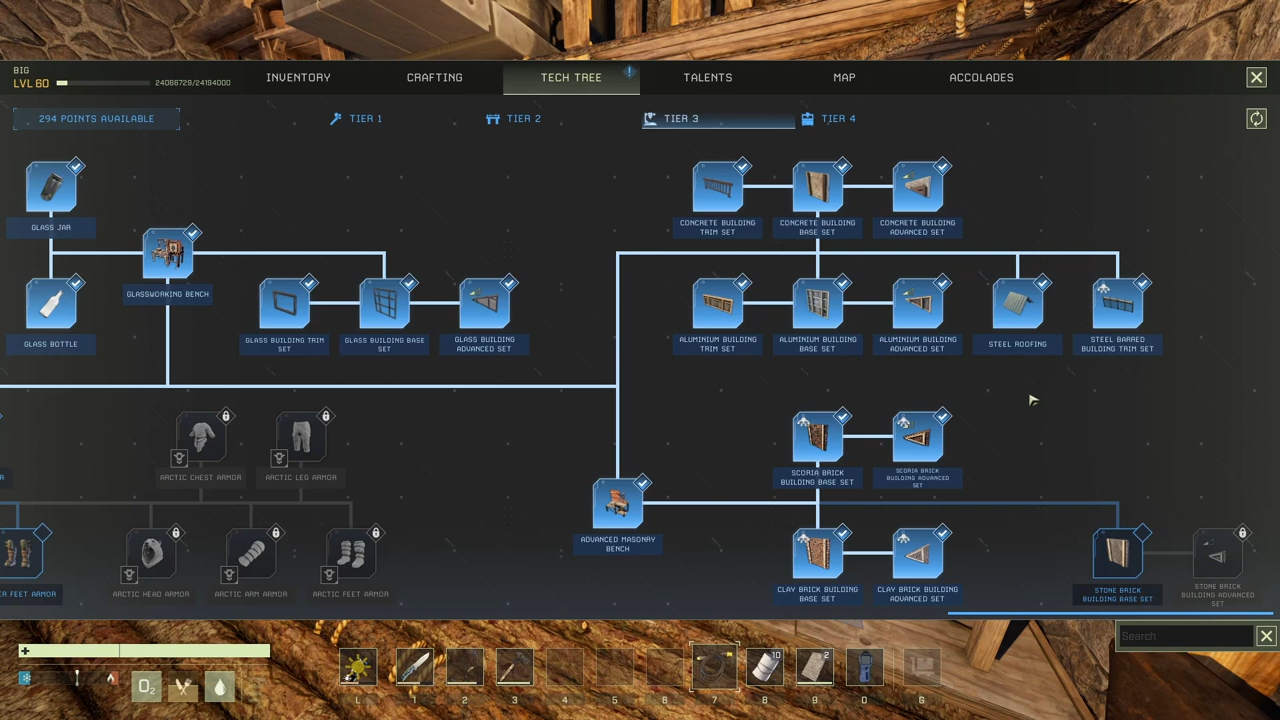 BIG
LVL 60
24066729/24194000
INVENTORY
CRAFTING
TECH TREE
!
TALENTS
MAP
ACCOLADES
294 POINTS AVAILABLE
TIER 1
TIER 2
TIER 3
TIER 4
GLASS JAR
CONCRETE BUILDING
TRIM SET
CONCRETE BUILDING
BASE SET
CONCRETE BUILDING
ADVANCED SET
GLASSWORKING BENCH
GLASS BOTTLE
GLASS BUILDING TRIM
SET
GLASS BUILDING BASE
SET
GLASS BUILDING
ADVANCED SET
ALUMINIUM BUILDING
TRIM SET
ALUMINIUM BUILDING
BASE SET
ALUMINIUM BUILDING
ADVANCED SET
STEEL ROOFING
STEEL BARRED
BUILDING TRIM SET
ARCTIC CHEST ARMOR
ARCTIC LEG ARMOR
SCORIA BRICK
BUILDING BASE SET
SCORIA BRICK
BUILDING ADVANCED
SET
ADVANCED MASONRY
BENCH
FEET ARMOR
ARCTIC HEAD ARMOR
ARCTIC ARM ARMOR
ARCTIC FEET ARMOR
CLAY BRICK BUILDING
BASE SET
CLAY BRICK BUILDING
ADVANCED SET
STONE BRICK
BUILDING BASE SET
STONE BRICK
BUILDING ADVANCED
SET
Search
10
2
O2
L
1
2
3
4
5
6
7
8
9
0
G